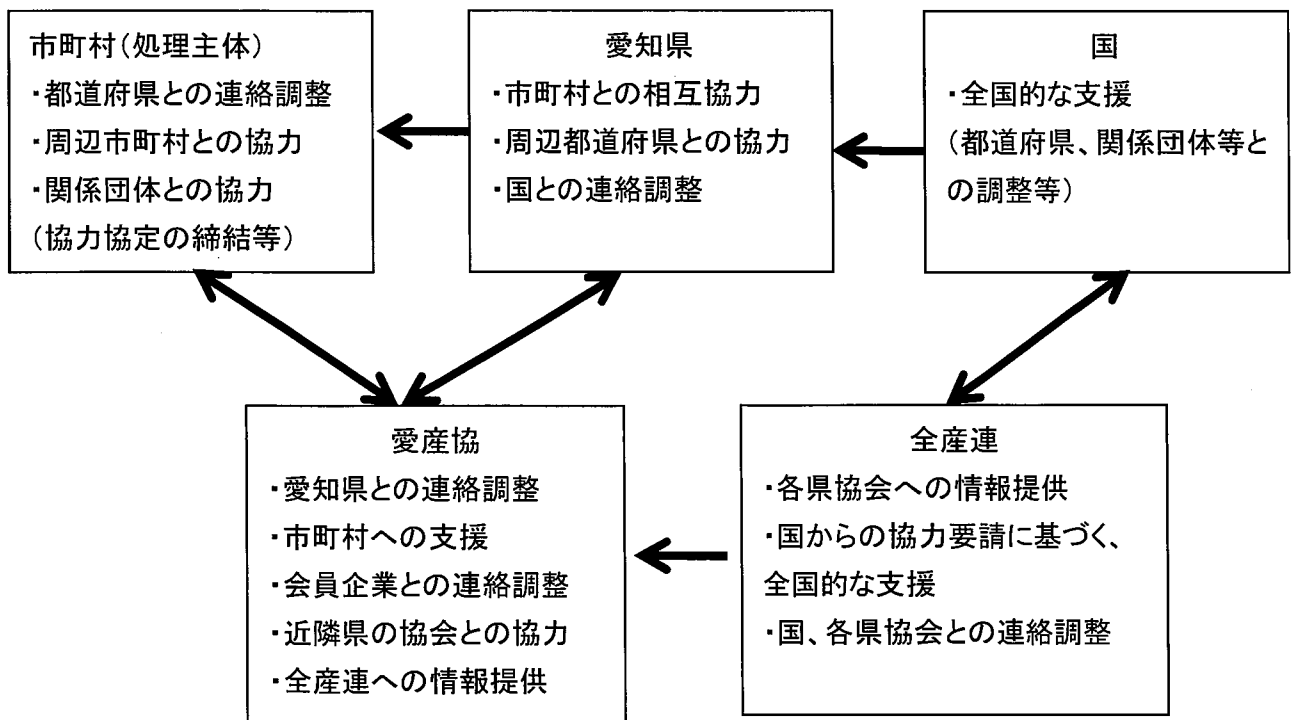 市町村(処理主体)
・都道府県との連絡調整
・周辺市町村との協力
・関係団体との協力
(協力協定の締結等)
愛知県
・市町村との相互協力
・周辺都道府県との協力
・国との連絡調整
国
・全国的な支援
(都道府県、関係団体等と
の調整等)
愛産協
・愛知県との連絡調整
・市町村への支援
・会員企業との連絡調整
・近隣県の協会との協力
・全産連への情報提供
全産連
・各県協会への情報提供
・国からの協力要請に基づく、
全国的な支援
・国、各県協会との連絡調整